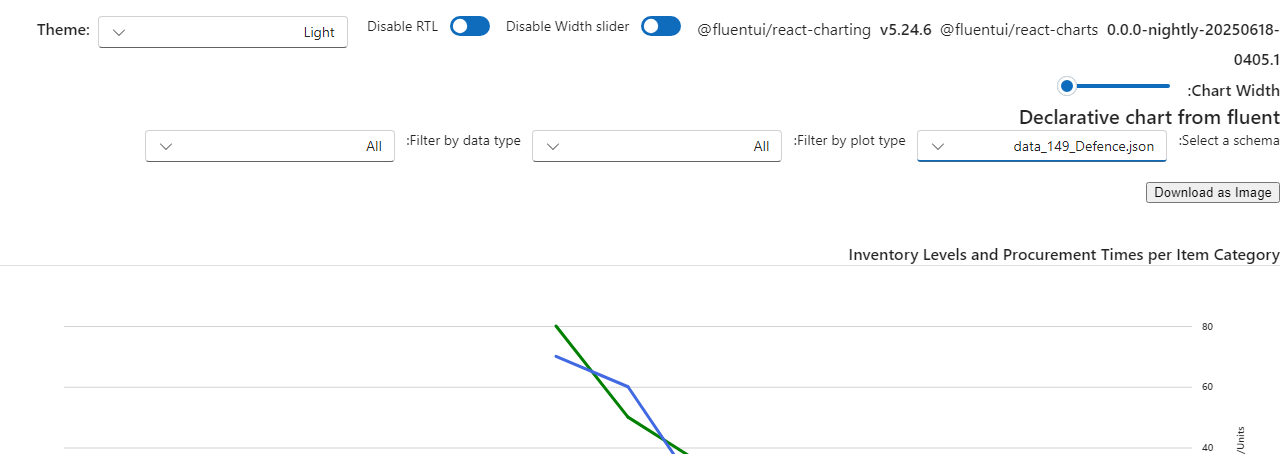 Theme: Light Disable RTL Disable Width slider @fluentui/react-charting v5.24.6 @fluentui/react-charts 0.0.0-nightly-20250618-
0405.1
:Chart Width
Declarative chart from fluent
All :Filter by data type All :Filter by plot type data_149_Defence.json :Select a schema
Download as Image
Inventory Levels and Procurement Times per Item Category
80
60
40
/Units